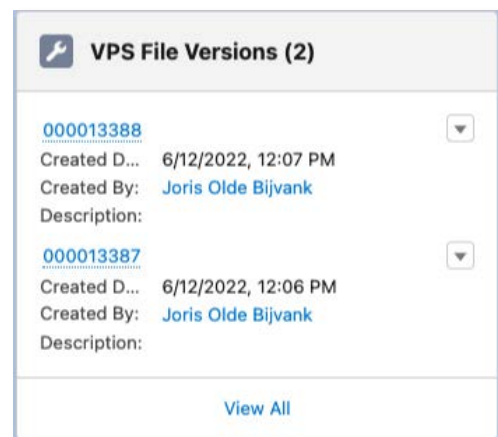 VPS File Versions (2)
000013388
Created D... 6/12/2022, 12:07 PM
Created By: Joris Olde Bijvank
Description:
000013387
Created D... 6/12/2022, 12:06 PM
Created By: Joris Olde Bijvank
Description:
View All